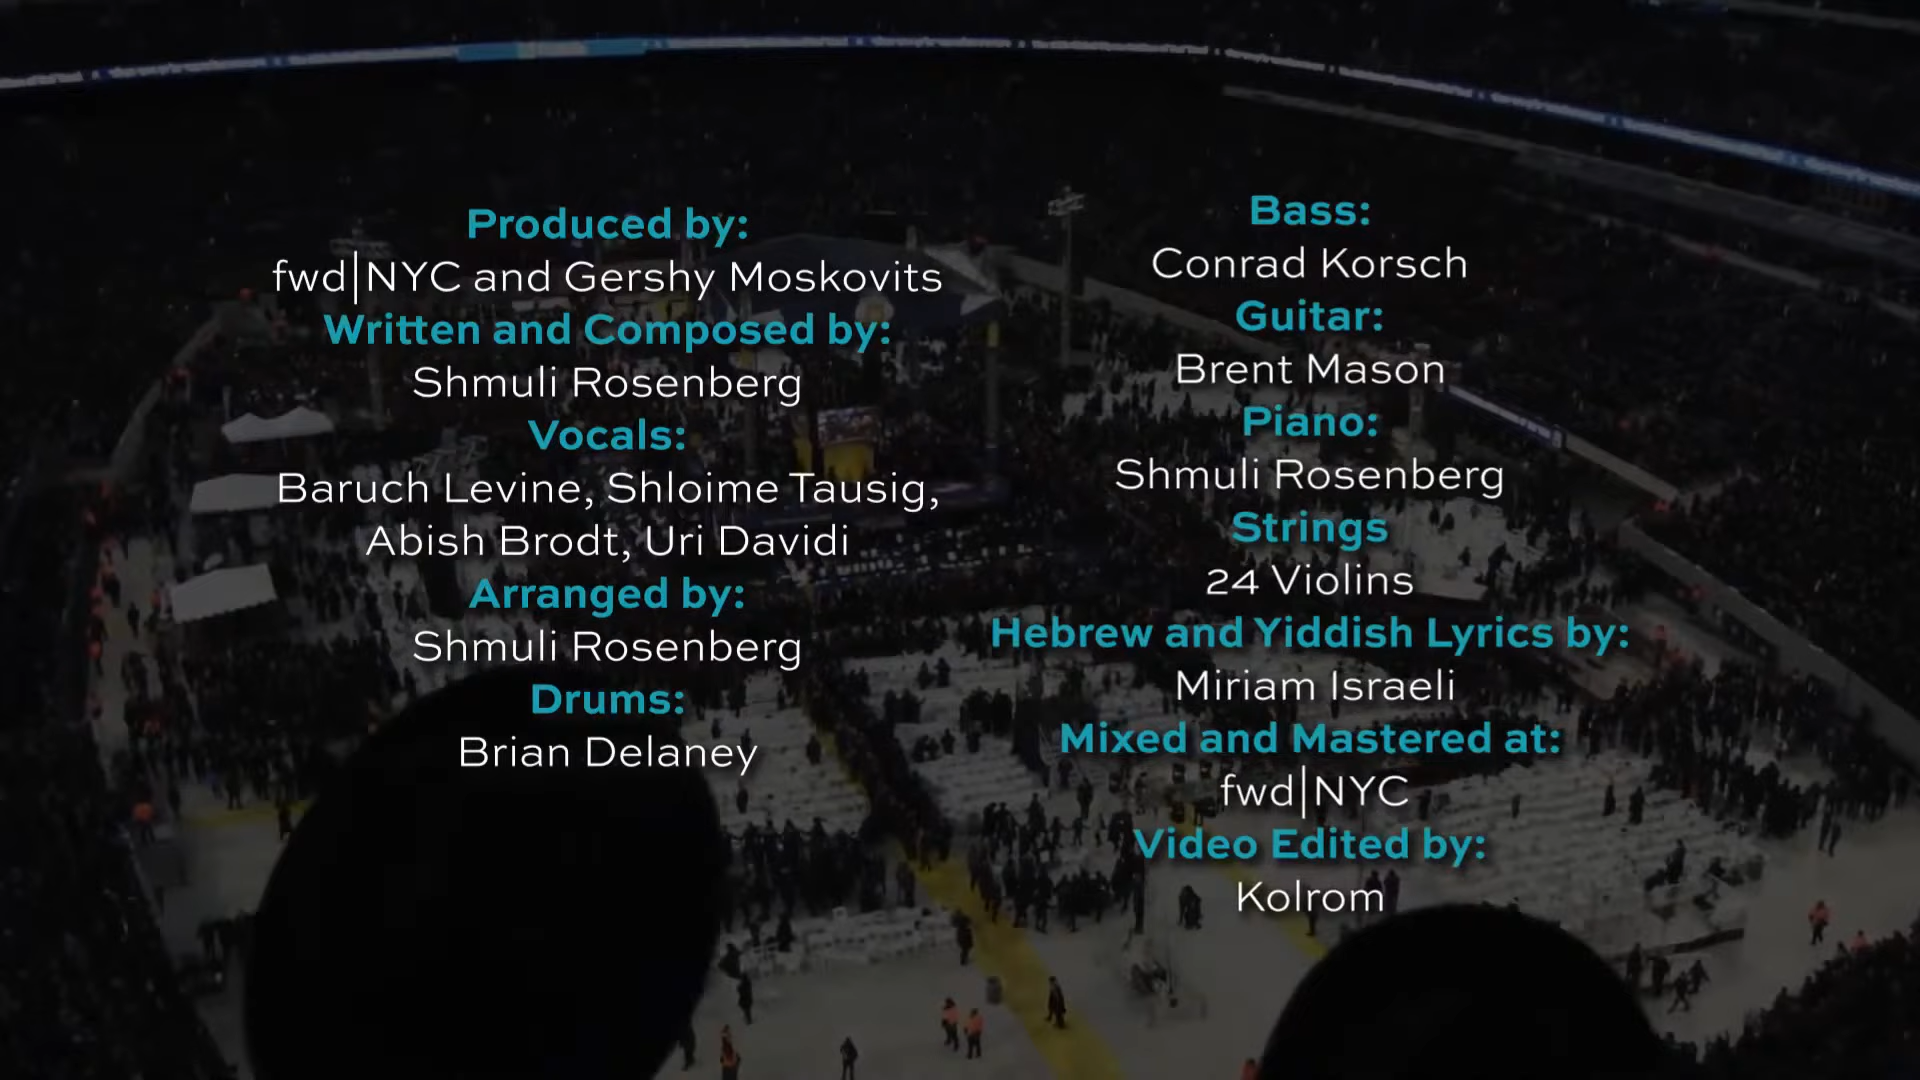 Produced by:
fwd|NYC and Gershy Moskovits
Written and Composed by:
Shmuli Rosenberg
Vocals:
Baruch Levine, Shloime Tausig,
Abish Brodt, Uri Davidi
Arranged by:
Shmuli Rosenberg
Drums:
Brian Delaney
Bass:
Conrad Korsch
Guitar:
Brent Mason
Piano:
Shmuli Rosenberg
Strings
24 Violins
Hebrew and Yiddish Lyrics by:
Miriam Israeli
Mixed and Mastered at:
fwd|NYC
Video Edited by:
Kolrom